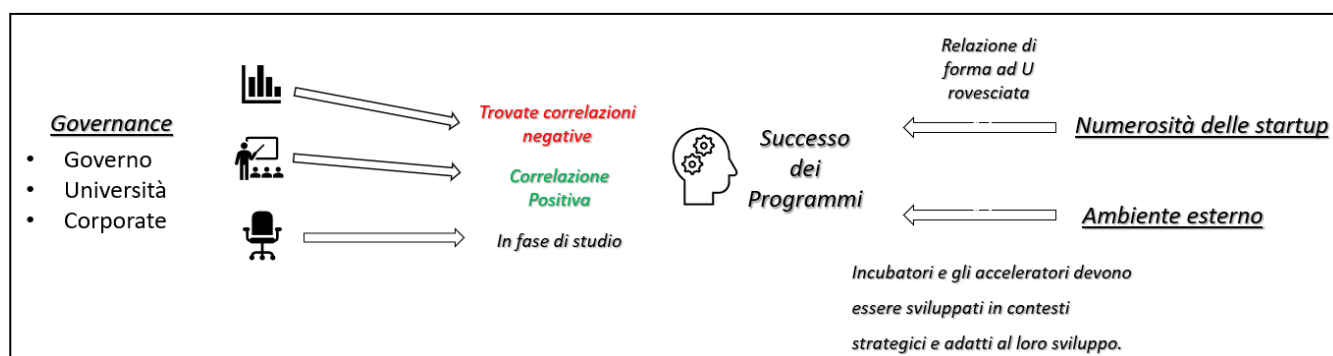 Governance
• Governo
• Università
• Corporate
Trovate correlazioni
negative
Correlazione
Positiva
In fase di studio
Successo
dei
Programmi
Relazione di
forma ad U
rovesciata
Numerosità delle startup
Ambiente esterno
Incubatori e gli acceleratori devono
essere sviluppati in contesti
strategici e adatti al loro sviluppo.